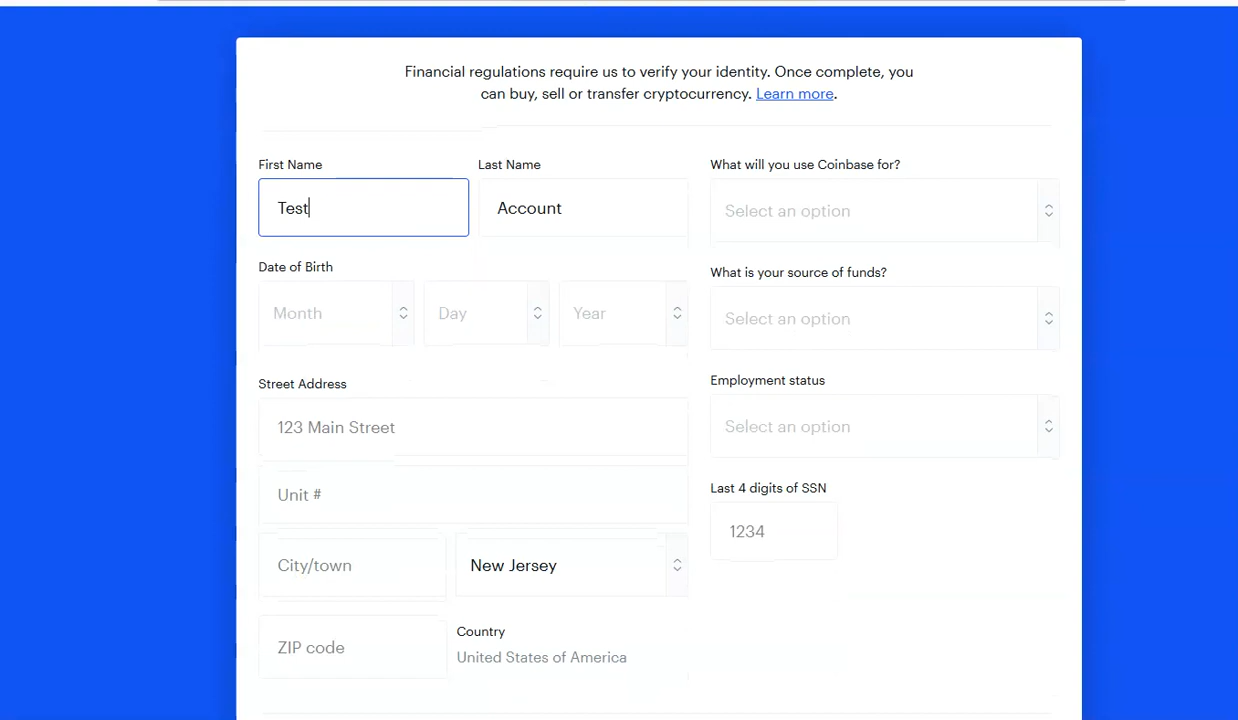 Financial regulations require us to verify your identity. Once complete, you
can buy, sell or transfer cryptocurrency. Learn more.
First Name
Test
Last Name
Account
Date of Birth
Month
Day
Year
Street Address
123 Main Street
Unit #
City/town
New Jersey
ZIP code
Country
United States of America
What will you use Coinbase for?
Select an option
What is your source of funds?
Select an option
Employment status
Select an option
Last 4 digits of SSN
1234